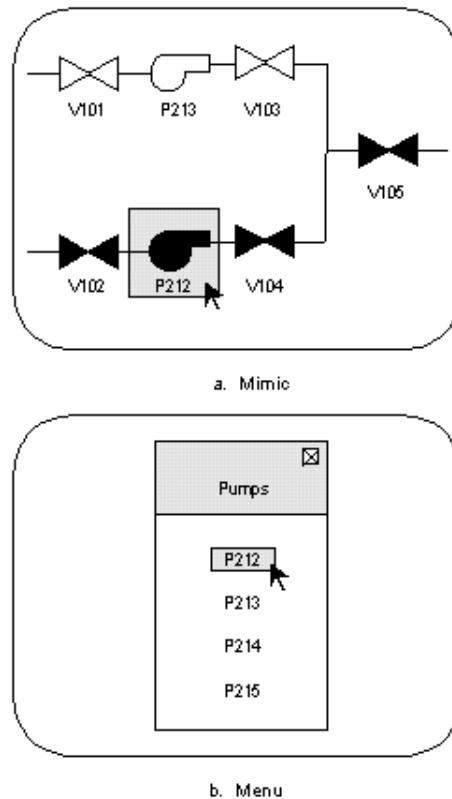 V101 P213 V103
V105
V102 P212 V104
a. Mimic
Pumps
P212
P213
P214
P215
b. Menu